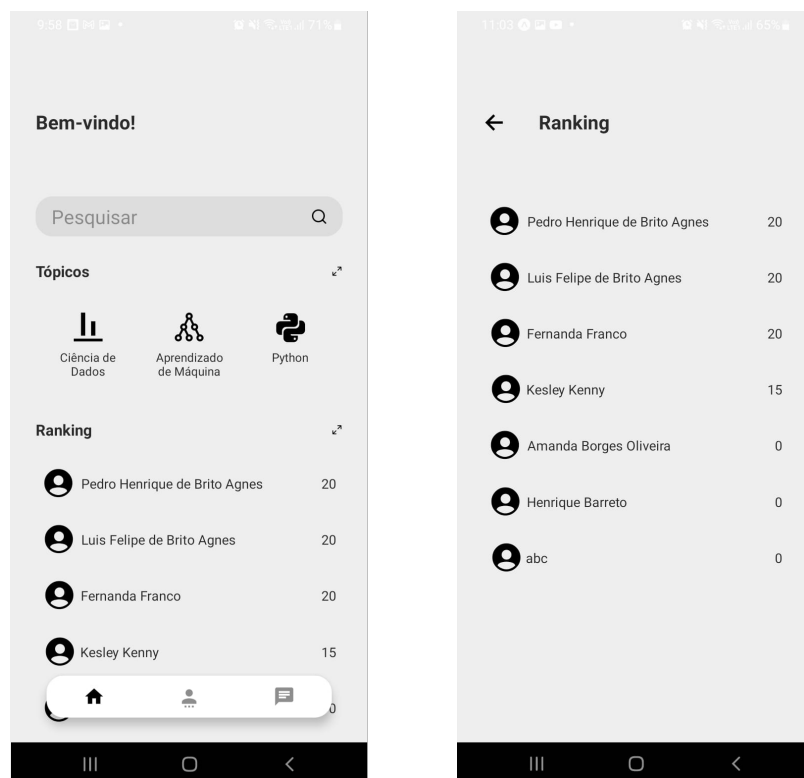 9:58
71%
Bem-vindo!
Pesquisar
Tópicos
Ciência de
Dados
Aprendizado
de Máquina
Python
Ranking
Pedro Henrique de Brito Agnes 20
Luis Felipe de Brito Agnes 20
Fernanda Franco 20
Kesley Kenny 15
0
11:03
65%
Ranking
Pedro Henrique de Brito Agnes 20
Luis Felipe de Brito Agnes 20
Fernanda Franco 20
Kesley Kenny 15
Amanda Borges Oliveira 0
Henrique Barreto 0
abc 0